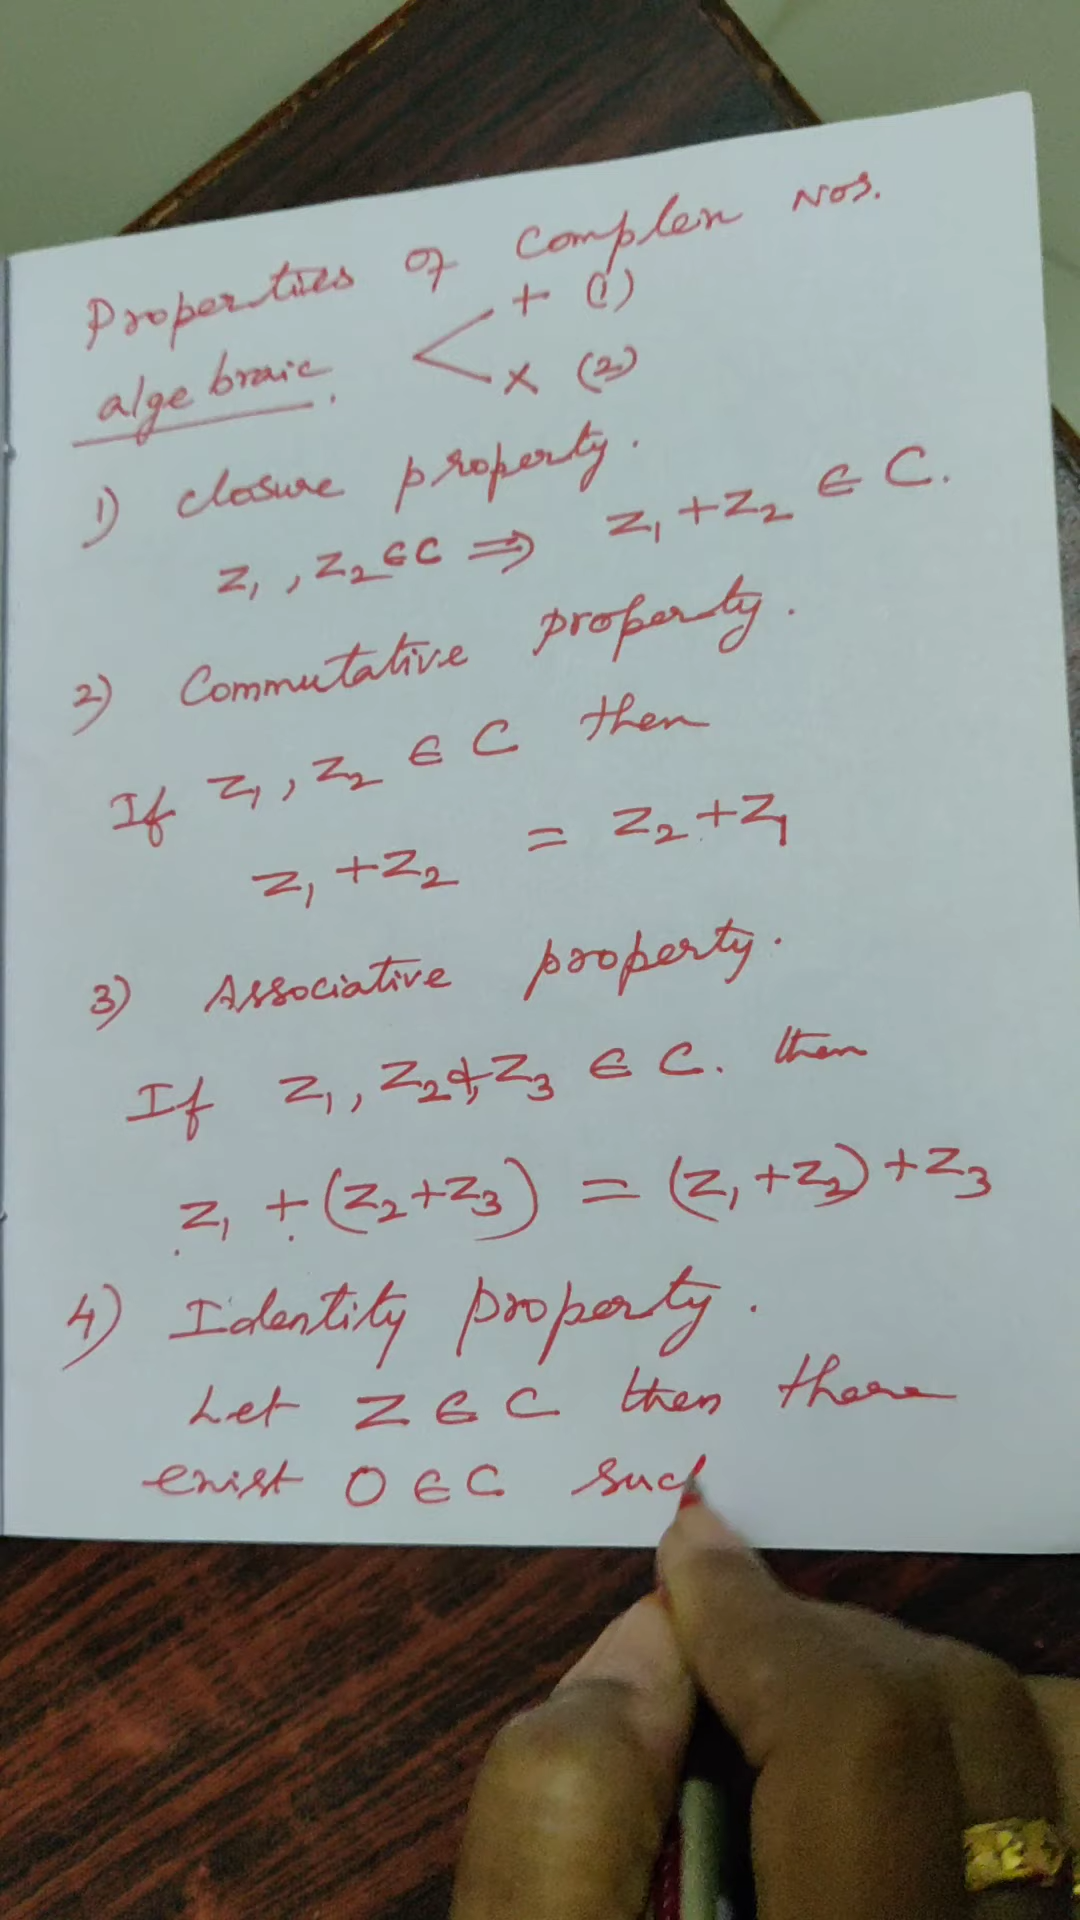 Properties of Complex Nos.
algebraic. < + (1)
× (2)
1) closure property.
z₁, z₂ ∈ C ⇒ z₁ + z₂ ∈ C.
2) Commutative property.
If z₁, z₂ ∈ C then
z₁ + z₂ = z₂ + z₁
3) Associative property.
If z₁, z₂ & z₃ ∈ C. then
z₁ + (z₂ + z₃) = (z₁ + z₂) + z₃
4) Identity property.
Let z ∈ C then there
exist 0 ∈ C suc